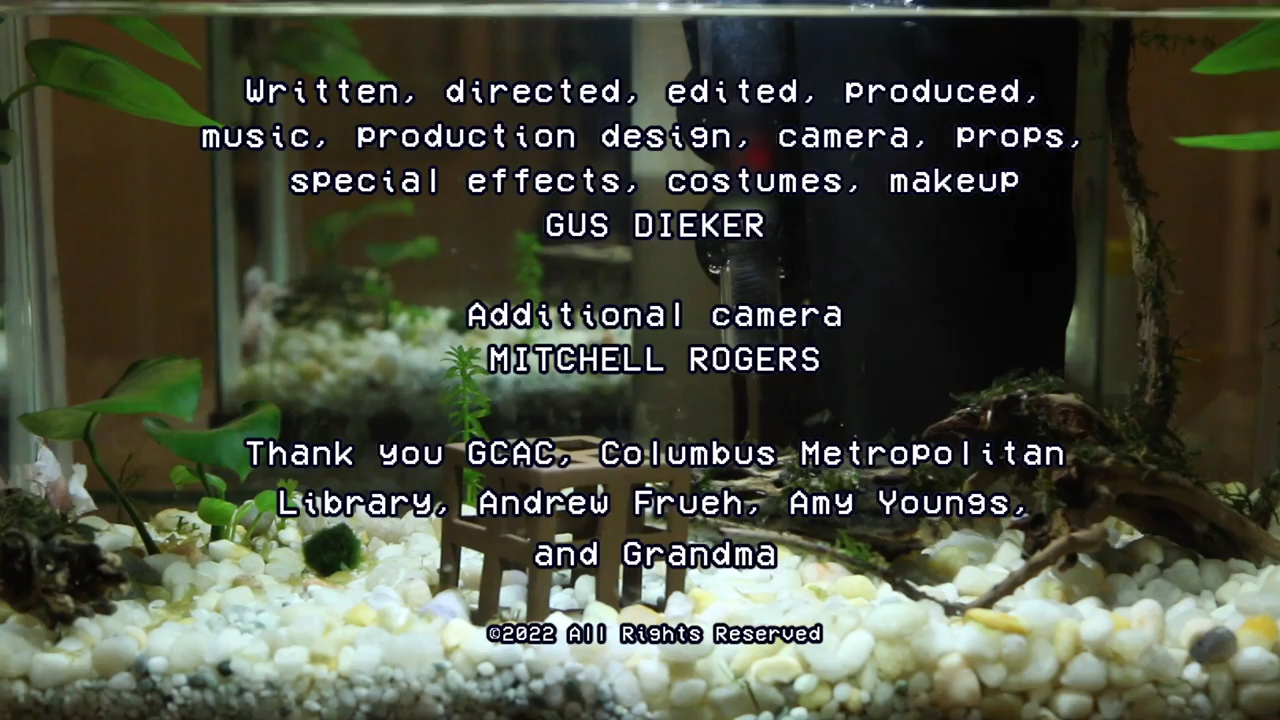 Written, directed, edited, produced,
music, production design, camera, props,
special effects, costumes, makeup
GUS DIEKER
Additional camera
MITCHELL ROGERS
Thank you GCAC, Columbus Metropolitan
Library, Andrew Frueh, Amy Youngs,
and Grandma
©2022 All Rights Reserved